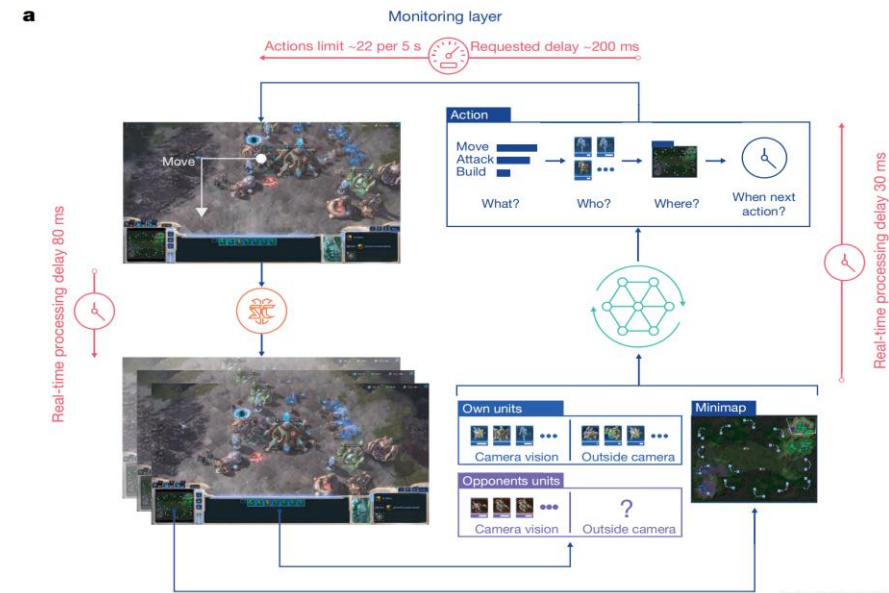 a
Monitoring layer
Actions limit ~22 per 5 s
Requested delay ~200 ms
Move
Action
Move
Attack
Build
What?
Who?
Where?
When next
action?
Real-time processing delay 80 ms
Real-time processing delay 30 ms
Own units
Camera vision
Outside camera
Minimap
Opponents units
?
Camera vision
Outside camera